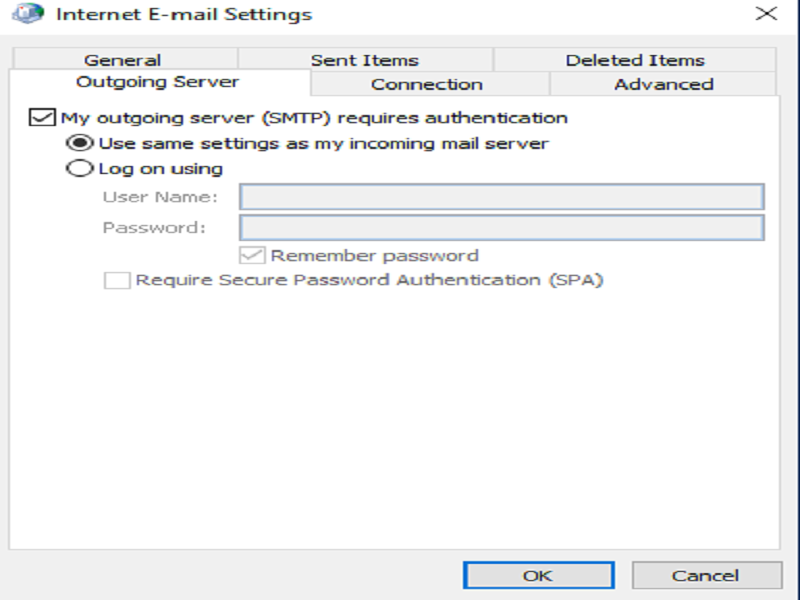 Internet E-mail Settings
General Sent Items Deleted Items
Outgoing Server Connection Advanced
My outgoing server (SMTP) requires authentication
Use same settings as my incoming mail server
Log on using
User Name:
Password:
Remember password
Require Secure Password Authentication (SPA)
OK Cancel